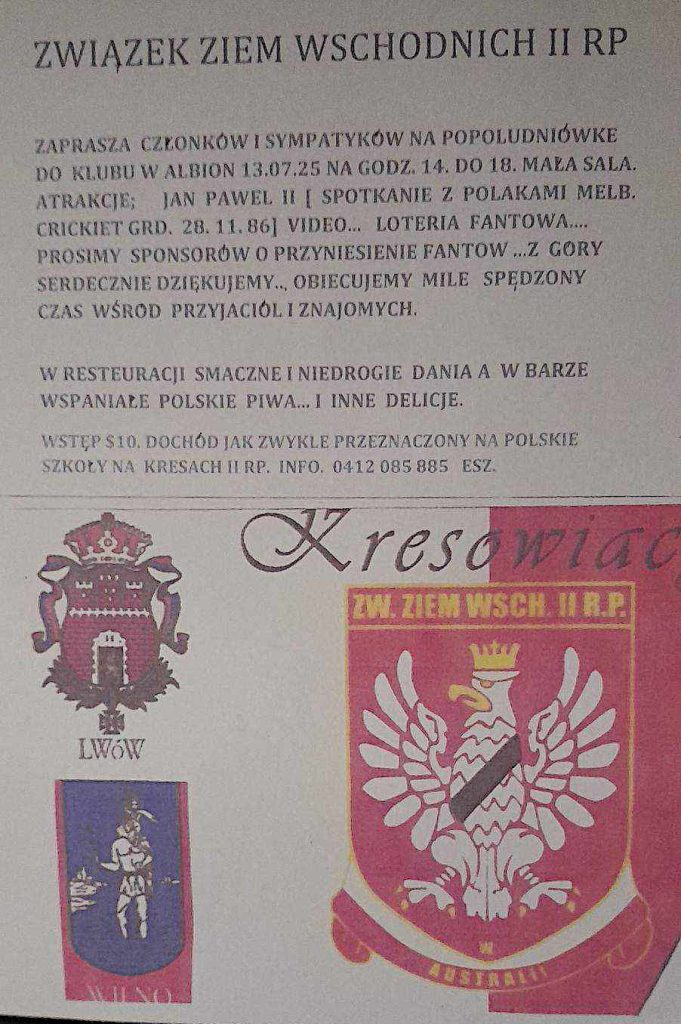 ZWIĄZEK ZIEM WSCHODNICH II RP
ZAPRASZA CZŁONKÓW I SYMPATYKÓW NA POPOLUDNIÓWKE
DO KLUBU W ALBION 13.07.25 NA GODZ. 14. DO 18. MAŁA SALA.
ATRAKCJE; JAN PAWEL II [ SPOTKANIE Z POLAKAMI MELB.
CRICKIET GRD. 28. 11. 86] VIDEO... LOTERIA FANTOWA....
PROSIMY SPONSORÓW O PRZYNIESIENIE FANTOW ...Z GORY
SERDECZNIE DZIĘKUJEMY.., OBIECUJEMY MILE SPĘDZONY
CZAS WŚROD PRZYJACIÓL I ZNAJOMYCH.
W RESTEURACJI SMACZNE I NIEDROGIE DANIA A W BARZE
WSPANIAŁE POLSKIE PIWA... I INNE DELICJE.
WSTĘP $10. DOCHÓD JAK ZWYKLE PRZEZNACZONY NA POLSKIE
SZKOŁY NA KRESACH II RP. INFO. 0412 085 885 ESZ.
Kresowiacy
ZW. ZIEM WSCH. II R.P.
LWóW
WILNO
W
AUSTRALII